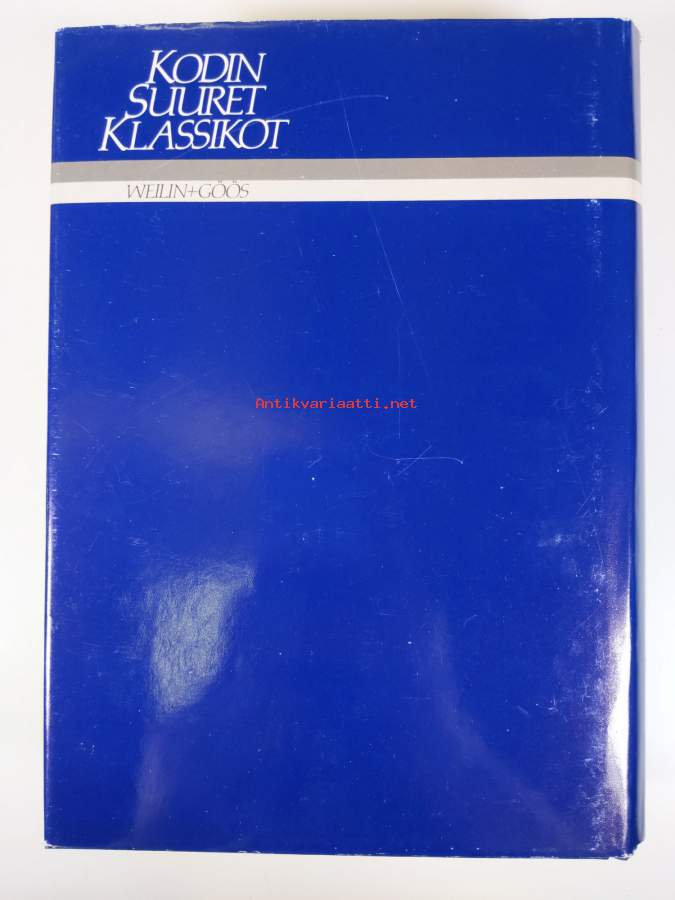 KODIN
SUURET
KLASSIKOT
WEILIN+GÖÖS
Antikvariaatti.net